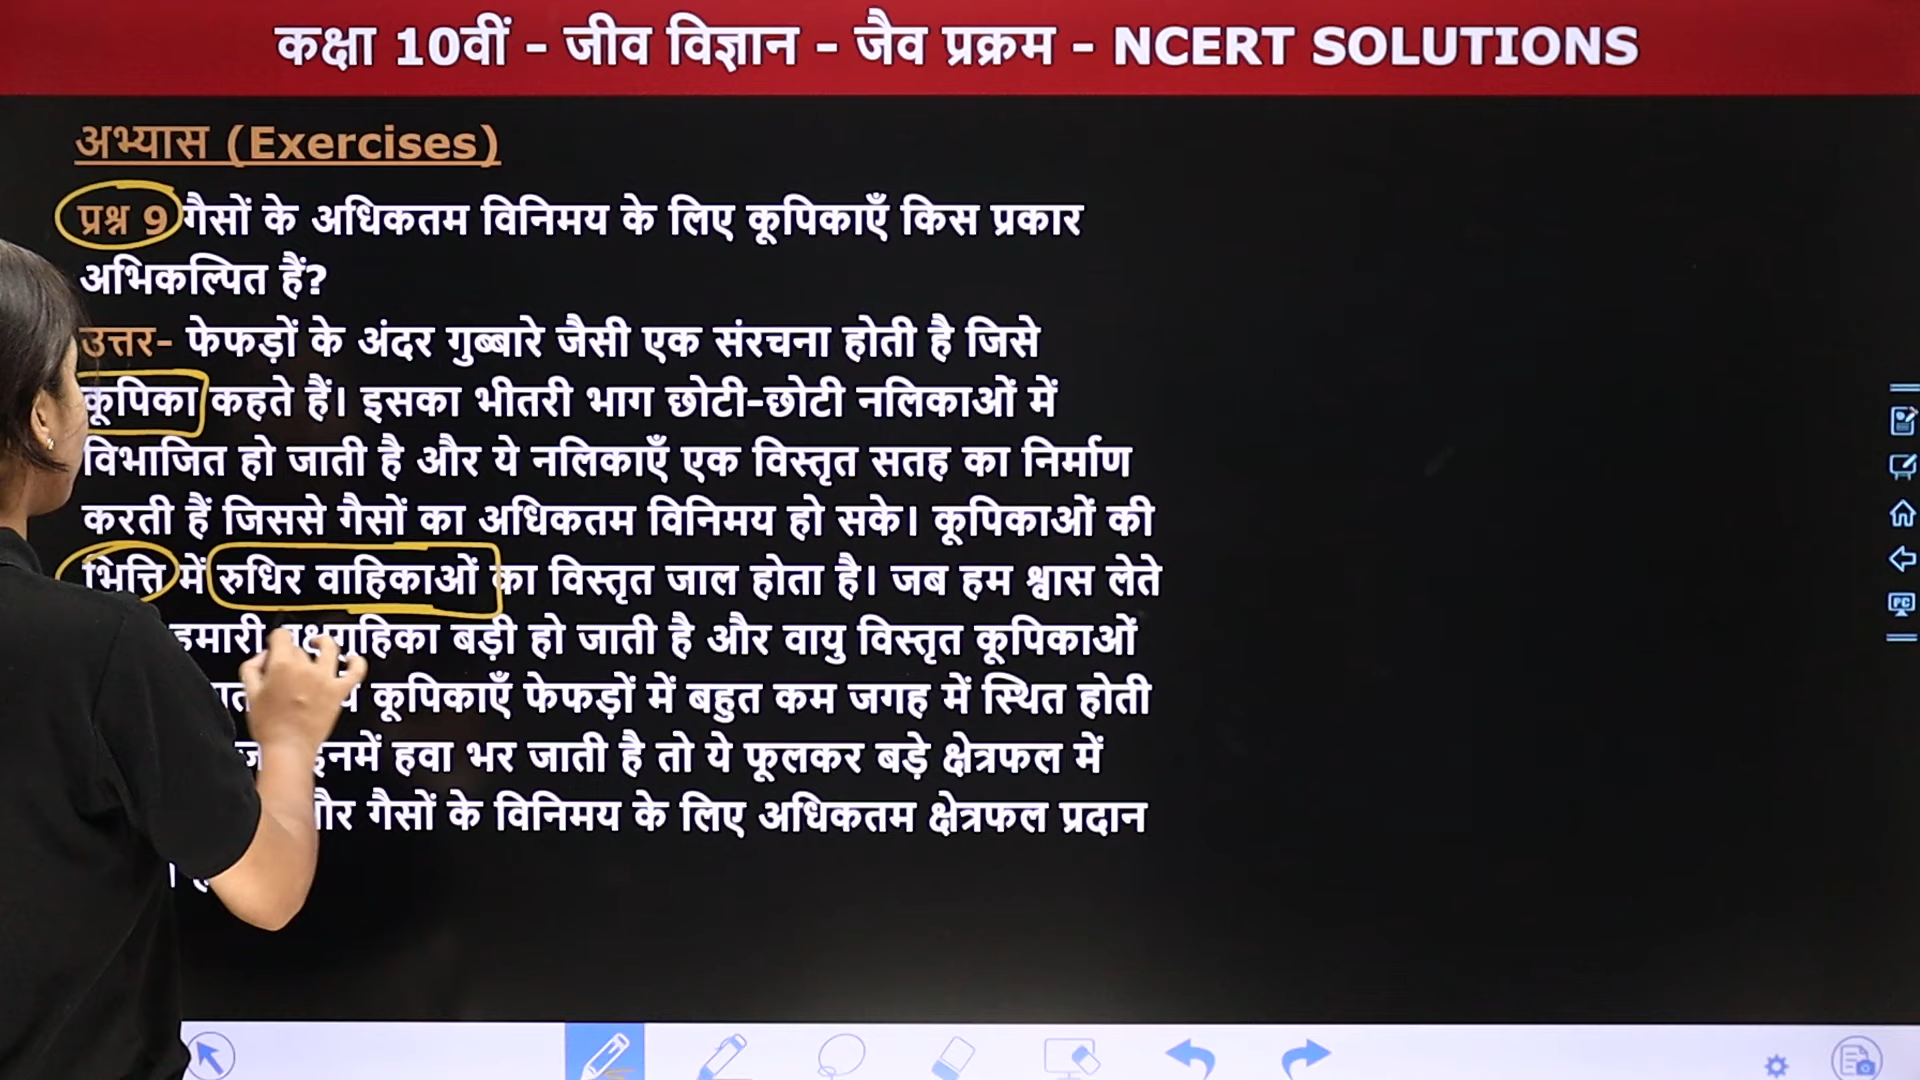 कक्षा 10वीं - जीव विज्ञान - जैव प्रक्रम - NCERT SOLUTIONS
अभ्यास (Exercises)
प्रश्न 9 गैसों के अधिकतम विनिमय के लिए कूपिकाएँ किस प्रकार
अभिकल्पित हैं?
उत्तर- फेफड़ों के अंदर गुब्बारे जैसी एक संरचना होती है जिसे
कूपिका कहते हैं। इसका भीतरी भाग छोटी-छोटी नलिकाओं में
विभाजित हो जाती है और ये नलिकाएँ एक विस्तृत सतह का निर्माण
करती हैं जिससे गैसों का अधिकतम विनिमय हो सके। कूपिकाओं की
भित्ति में रुधिर वाहिकाओं का विस्तृत जाल होता है। जब हम श्वास लेते
हमारी बड़ी हो जाती है और वायु विस्तृत कूपिकाओं
कूपिकाएँ फेफड़ों में बहुत कम जगह में स्थित होती
इनमें हवा भर जाती है तो ये फूलकर बड़े क्षेत्रफल में
गैसों के विनिमय के लिए अधिकतम क्षेत्रफल प्रदान
PC